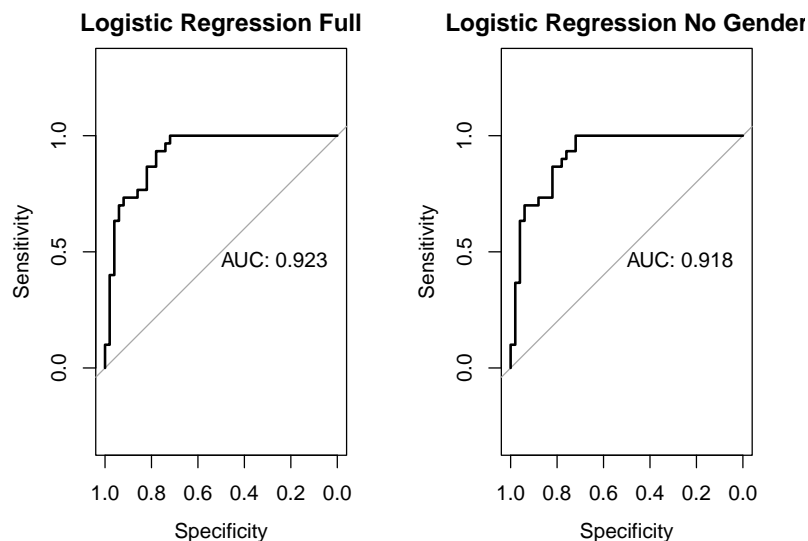 Logistic Regression Full
Sensitivity
1.0
0.5
0.0
AUC: 0.923
1.0 0.8 0.6 0.4 0.2 0.0
Specificity
Logistic Regression No Gender
Sensitivity
1.0
0.5
0.0
AUC: 0.918
1.0 0.8 0.6 0.4 0.2 0.0
Specificity